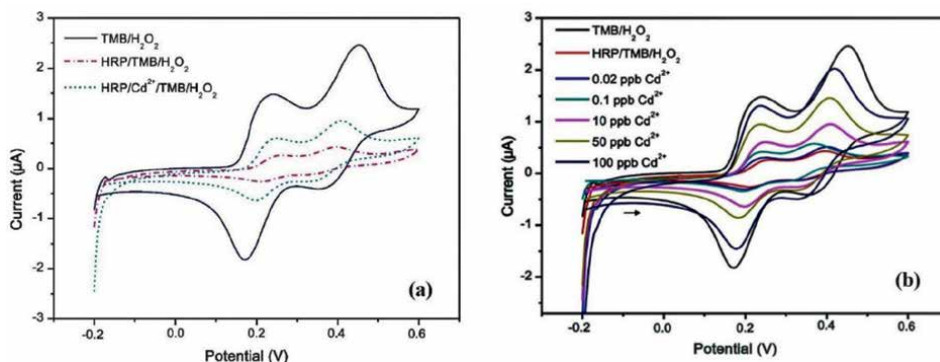 3
2
1
0
-1
-2
-3
Current (µA)
-0.2
0.0
0.2
0.4
0.6
Potential (V)
TMB/H₂O₂
HRP/TMB/H₂O₂
HRP/Cd²⁺/TMB/H₂O₂
(a)
3
2
1
0
1
-2
Current (µA)
-0.2
0.0
0.2
0.4
0.6
Potential (V)
TMB/H₂O₂
HRP/TMB/H₂O₂
0.02 ppb Cd²⁺
0.1 ppb Cd²⁺
10 ppb Cd²⁺
50 ppb Cd²⁺
100 ppb Cd²⁺
(b)